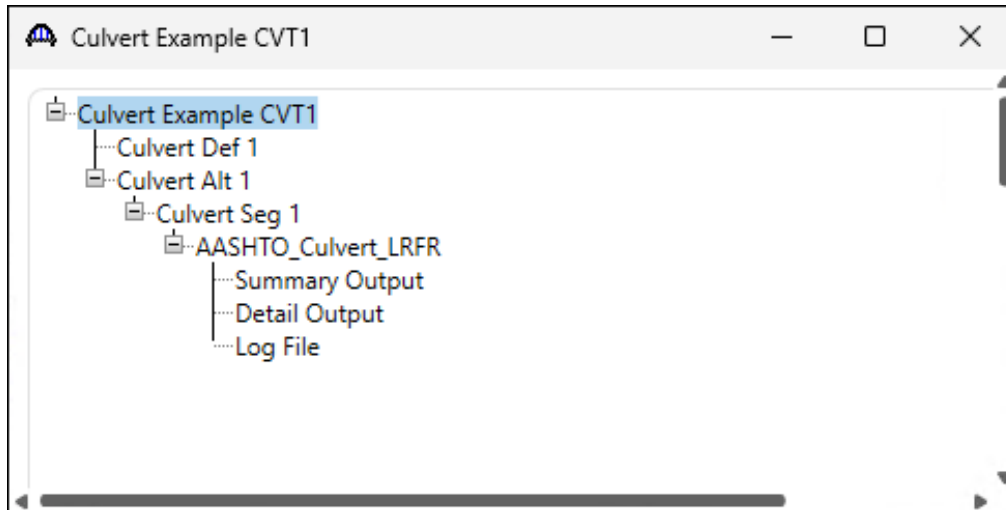 Culvert Example CVT1
Culvert Example CVT1
Culvert Def 1
Culvert Alt 1
Culvert Seg 1
AASHTO_Culvert_LRFR
Summary Output
Detail Output
Log File